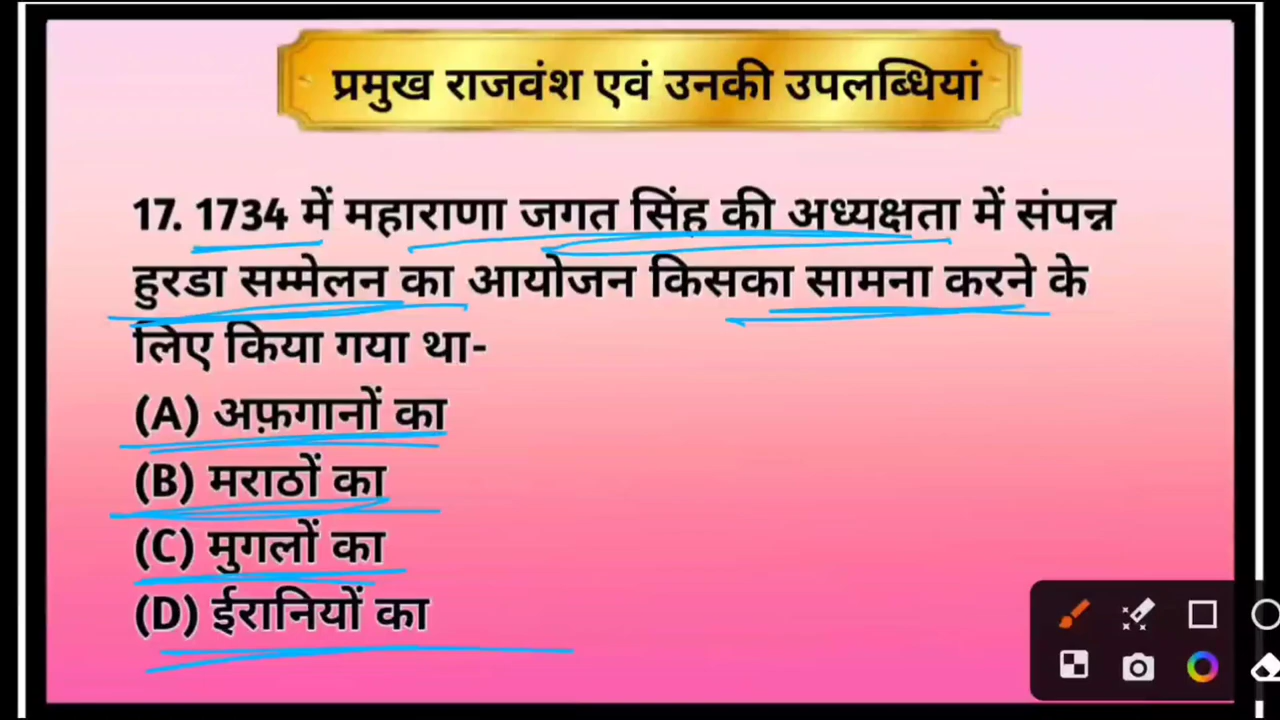 प्रमुख राजवंश एवं उनकी उपलब्धियां
17. 1734 में महाराणा जगत सिंह की अध्यक्षता में संपन्न
हुरडा सम्मेलन का आयोजन किसका सामना करने के
लिए किया गया था-
(A) अफ़गानों का
(B) मराठों का
(C) मुगलों का
(D) ईरानियों का